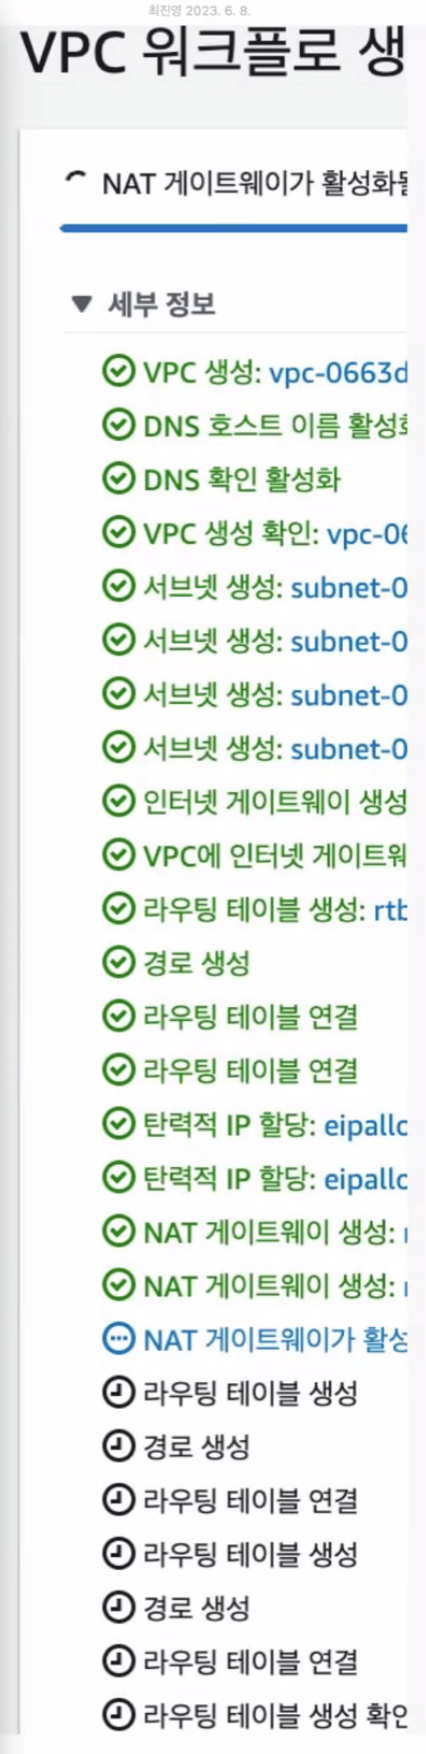 최진영 2023. 6. 8.
VPC 워크플로 생
NAT 게이트웨이가 활성화될
세부 정보
VPC 생성: vpc-0663d
DNS 호스트 이름 활성화
DNS 확인 활성화
VPC 생성 확인: vpc-06
서브넷 생성: subnet-0
서브넷 생성: subnet-0
서브넷 생성: subnet-0
서브넷 생성: subnet-0
인터넷 게이트웨이 생성
VPC에 인터넷 게이트웨
라우팅 테이블 생성: rtb
경로 생성
라우팅 테이블 연결
라우팅 테이블 연결
탄력적 IP 할당: eipallo
탄력적 IP 할당: eipallo
NAT 게이트웨이 생성:
NAT 게이트웨이 생성:
NAT 게이트웨이가 활성
라우팅 테이블 생성
경로 생성
라우팅 테이블 연결
라우팅 테이블 생성
경로 생성
라우팅 테이블 연결
라우팅 테이블 생성 확인